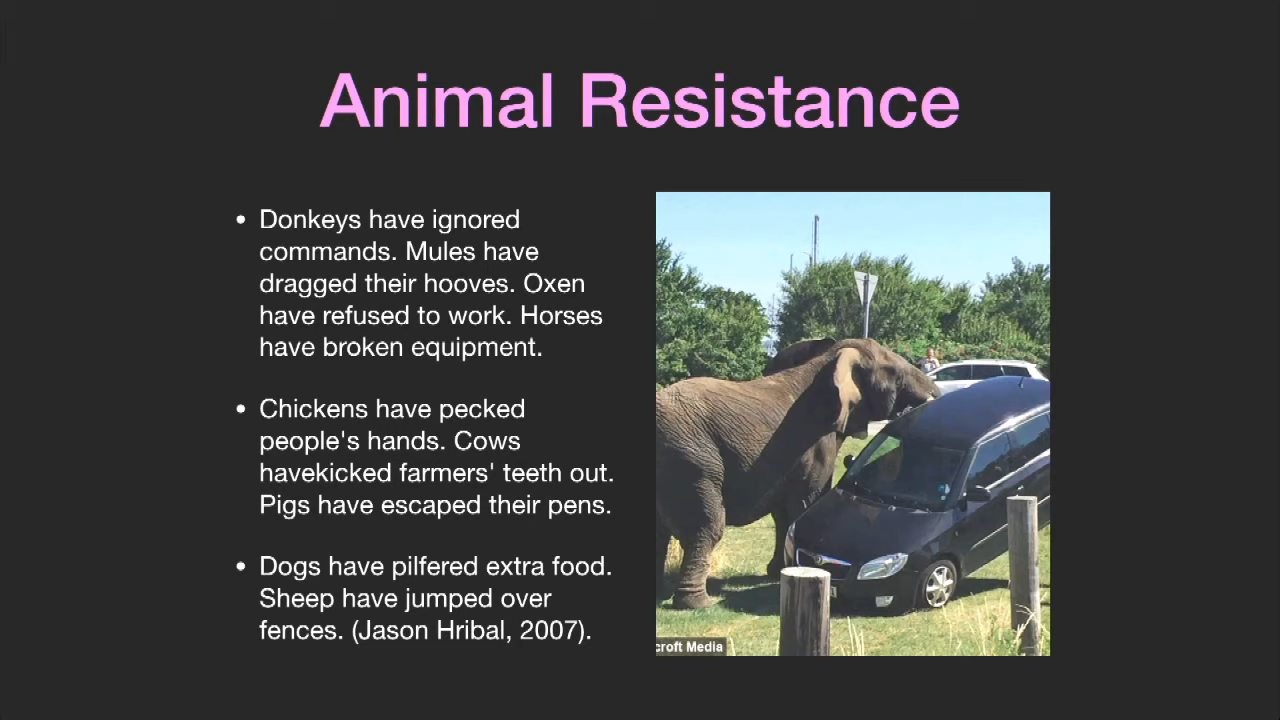 Animal Resistance
• Donkeys have ignored
commands. Mules have
dragged their hooves. Oxen
have refused to work. Horses
have broken equipment.
• Chickens have pecked
people's hands. Cows
havekicked farmers' teeth out.
Pigs have escaped their pens.
• Dogs have pilfered extra food.
Sheep have jumped over
fences. (Jason Hribal, 2007).
croft Media